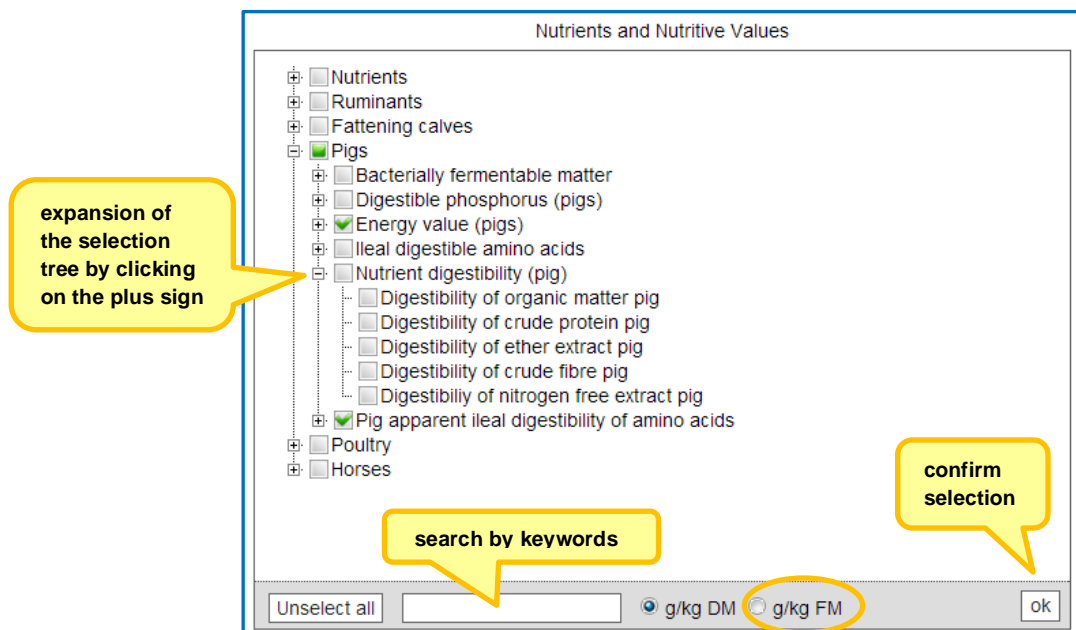 Nutrients and Nutritive Values
Nutrients
Ruminants
Fattening calves
Pigs
Bacterially fermentable matter
Digestible phosphorus (pigs)
Energy value (pigs)
Ileal digestible amino acids
Nutrient digestibility (pig)
Digestibility of organic matter pig
Digestibility of crude protein pig
Digestibility of ether extract pig
Digestibility of crude fibre pig
Digestibiliy of nitrogen free extract pig
Pig apparent ileal digestibility of amino acids
Poultry
Horses
expansion of
the selection
tree by clicking
on the plus sign
confirm
selection
search by keywords
Unselect all
g/kg DM
g/kg FM
ok